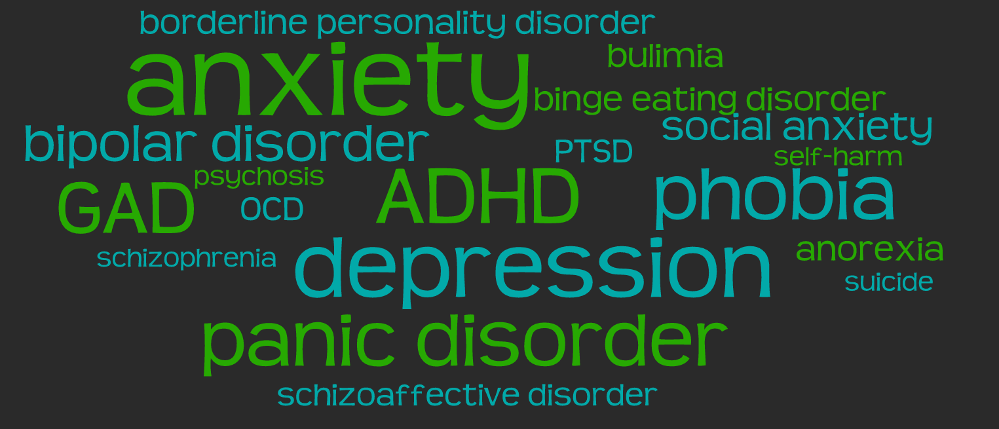 borderline personality disorder
anxiety
bulimia
binge eating disorder
bipolar disorder
social anxiety
PTSD
self-harm
psychosis
GAD
OCD
ADHD
phobia
schizophrenia
depression
anorexia
suicide
panic disorder
schizoaffective disorder